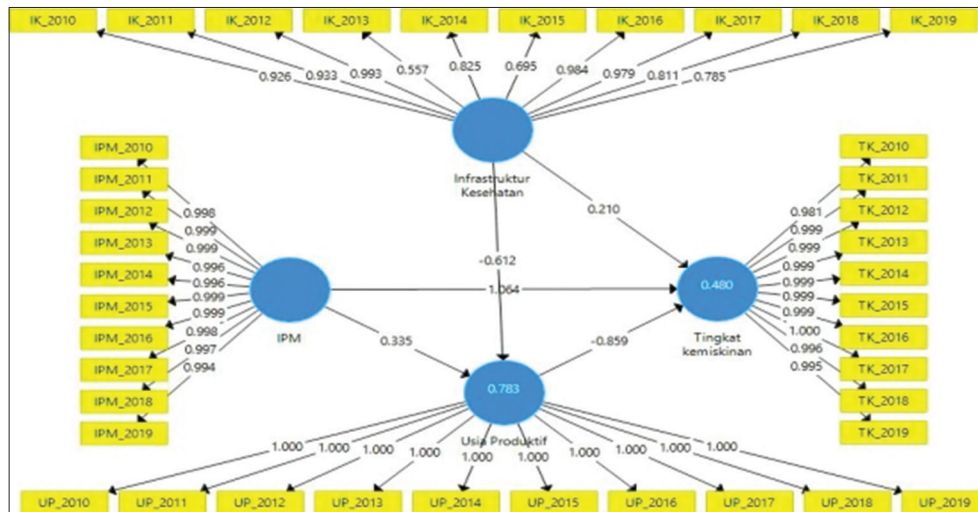 IK_2010 IK_2011 IK_2012 IK_2013 IK_2014 IK_2015 IK_2016 IK_2017 IK_2018 IK_2019
0.926 0.933 0.993 0.557 0.825 0.695 0.984 0.979 0.811 0.785
Infrastruktur
Kesehatan
IPM_2010
IPM_2011
IPM_2012
IPM_2013
IPM_2014
IPM_2015
IPM_2016
IPM_2017
IPM_2018
IPM_2019
0.998
0.999
0.999
0.996
0.996
0.999
0.999
0.998
0.997
0.994
IPM
0.210
-0.612
1.064
0.335
-0.859
0.480
Tingkat
kemiskinan
0.981
0.999
0.999
0.999
0.999
0.999
0.999
1.000
0.996
0.995
TK_2010
TK_2011
TK_2012
TK_2013
TK_2014
TK_2015
TK_2016
TK_2017
TK_2018
TK_2019
0.783
Usia Produktif
1.000 1.000 1.000 1.000 1.000 1.000 1.000 1.000 1.000 1.000
UP_2010 UP_2011 UP_2012 UP_2013 UP_2014 UP_2015 UP_2016 UP_2017 UP_2018 UP_2019